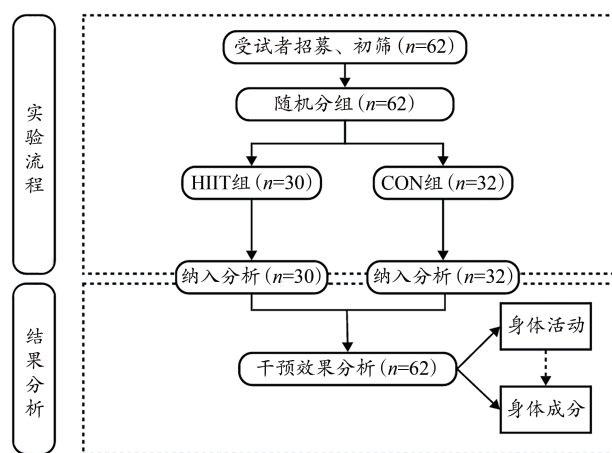 实验流程
受试者招募、初筛(n=62)
随机分组(n=62)
HIIT组(n=30)
CON组(n=32)
纳入分析(n=30)
纳入分析(n=32)
结果分析
干预效果分析(n=62)
身体活动
身体成分